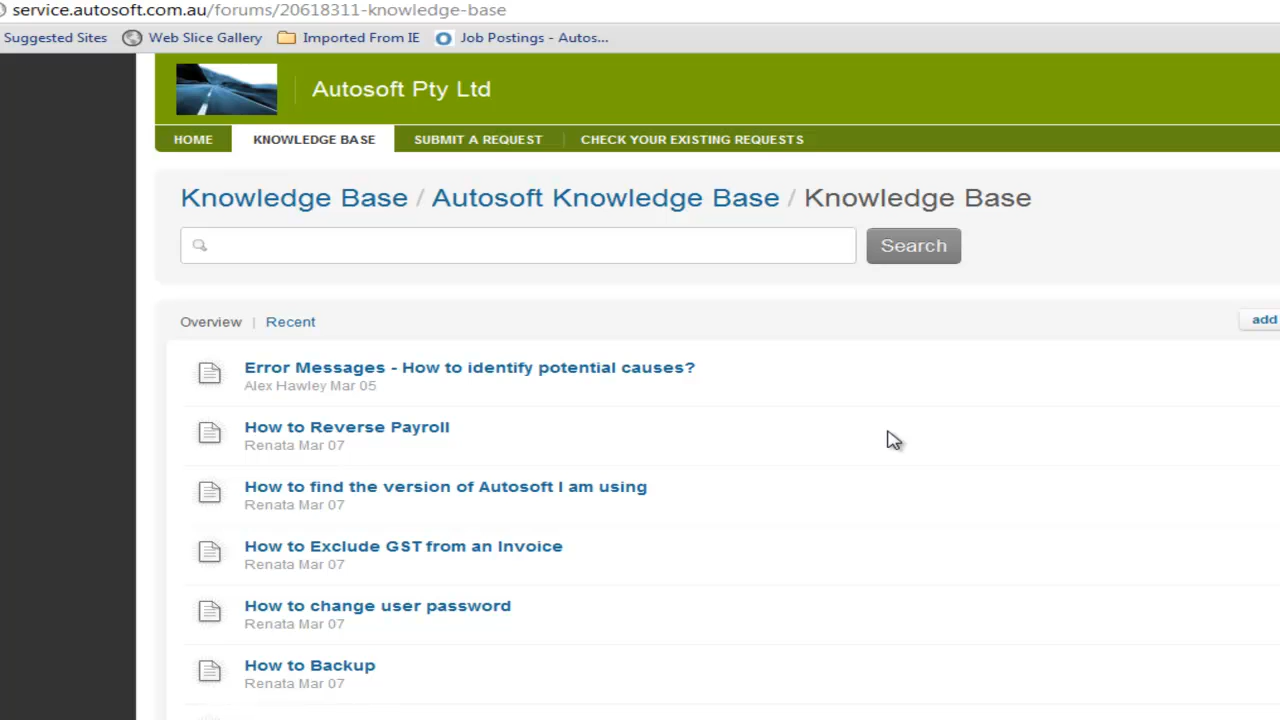 service.autosoft.com.au/forums/20618311-knowledge-base
Suggested Sites Web Slice Gallery Imported From IE Job Postings - Autos...
Autosoft Pty Ltd
HOME KNOWLEDGE BASE SUBMIT A REQUEST CHECK YOUR EXISTING REQUESTS
Knowledge Base / Autosoft Knowledge Base / Knowledge Base
Search
Overview | Recent
add
Error Messages - How to identify potential causes?
Alex Hawley Mar 05
How to Reverse Payroll
Renata Mar 07
How to find the version of Autosoft I am using
Renata Mar 07
How to Exclude GST from an Invoice
Renata Mar 07
How to change user password
Renata Mar 07
How to Backup
Renata Mar 07